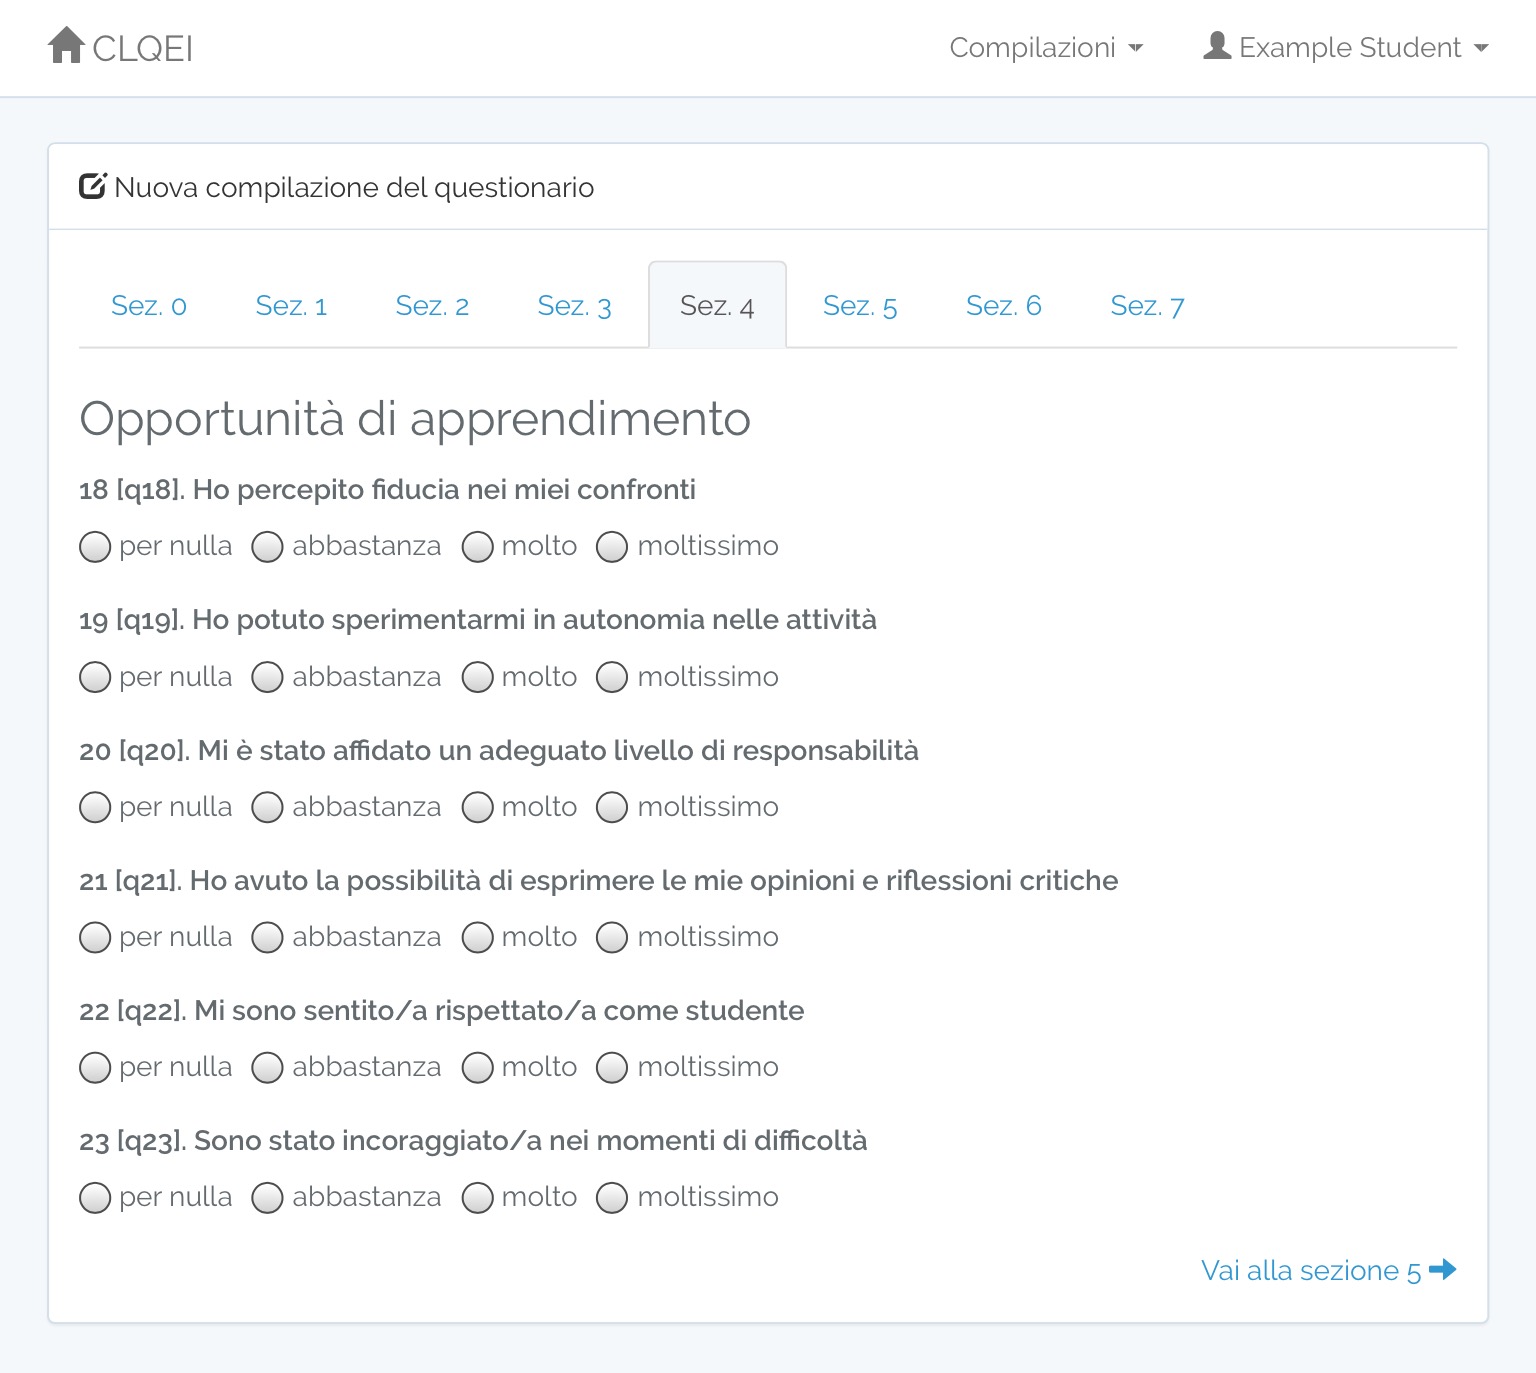 CLQEI Compilazioni Example Student
Nuova compilazione del questionario
Sez. 0 Sez. 1 Sez. 2 Sez. 3 Sez. 4 Sez. 5 Sez. 6 Sez. 7
Opportunità di apprendimento
18 [q18]. Ho percepito fiducia nei miei confronti
per nulla abbastanza molto moltissimo
19 [q19]. Ho potuto sperimentarmi in autonomia nelle attività
per nulla abbastanza molto moltissimo
20 [q20]. Mi è stato affidato un adeguato livello di responsabilità
per nulla abbastanza molto moltissimo
21 [q21]. Ho avuto la possibilità di esprimere le mie opinioni e riflessioni critiche
per nulla abbastanza molto moltissimo
22 [q22]. Mi sono sentito/a rispettato/a come studente
per nulla abbastanza molto moltissimo
23 [q23]. Sono stato incoraggiato/a nei momenti di difficoltà
per nulla abbastanza molto moltissimo
Vai alla sezione 5